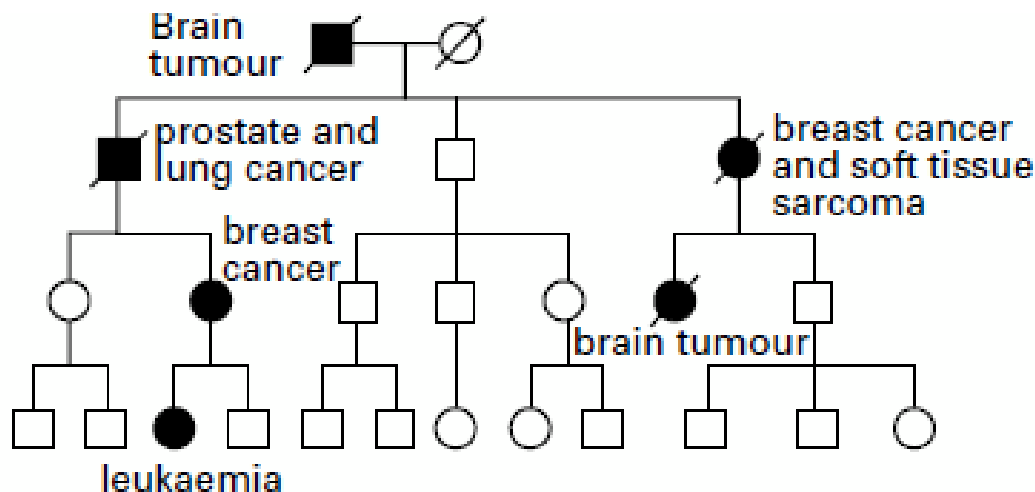 Brain
tumour
prostate and
lung cancer
breast cancer
and soft tissue
sarcoma
breast
cancer
brain tumour
leukaemia